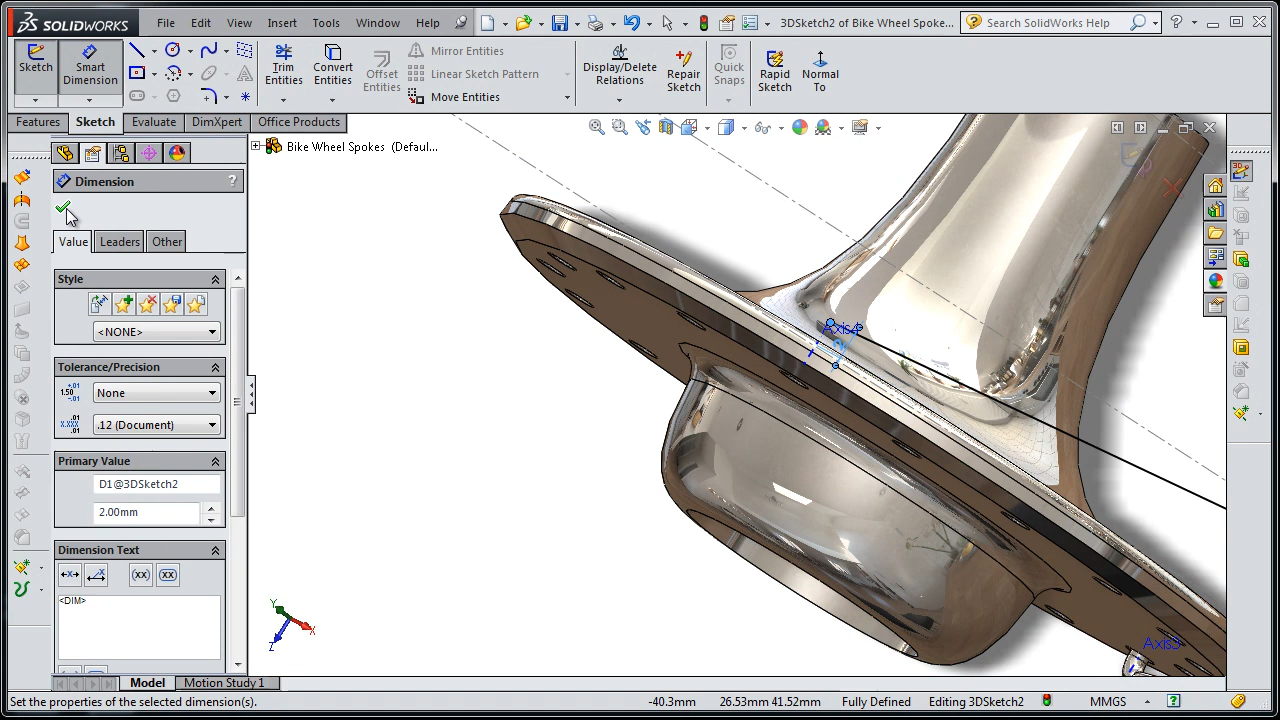 SOLIDWORKS File Edit View Insert Tools Window Help 3DSketch2 of Bike Wheel Spoke... Search SolidWorks Help
Sketch Smart Dimension Trim Entities Convert Entities Offset Entities Mirror Entities Linear Sketch Pattern Move Entities Display/Delete Relations Repair Sketch Quick Snaps Rapid Sketch Normal To
Features Sketch Evaluate DimXpert Office Products
Bike Wheel Spokes (Defaul...
Dimension ?
Value Leaders Other
Style
<NONE>
Tolerance/Precision
None
.12 (Document)
Primary Value
D1@3DSketch2
2.00mm
Dimension Text
<DIM>
Axis4
2
Axis3
Y
X
Z
Model Motion Study 1
Set the properties of the selected dimension(s). -40.3mm 26.53mm 41.52mm Fully Defined Editing 3DSketch2 MMGS